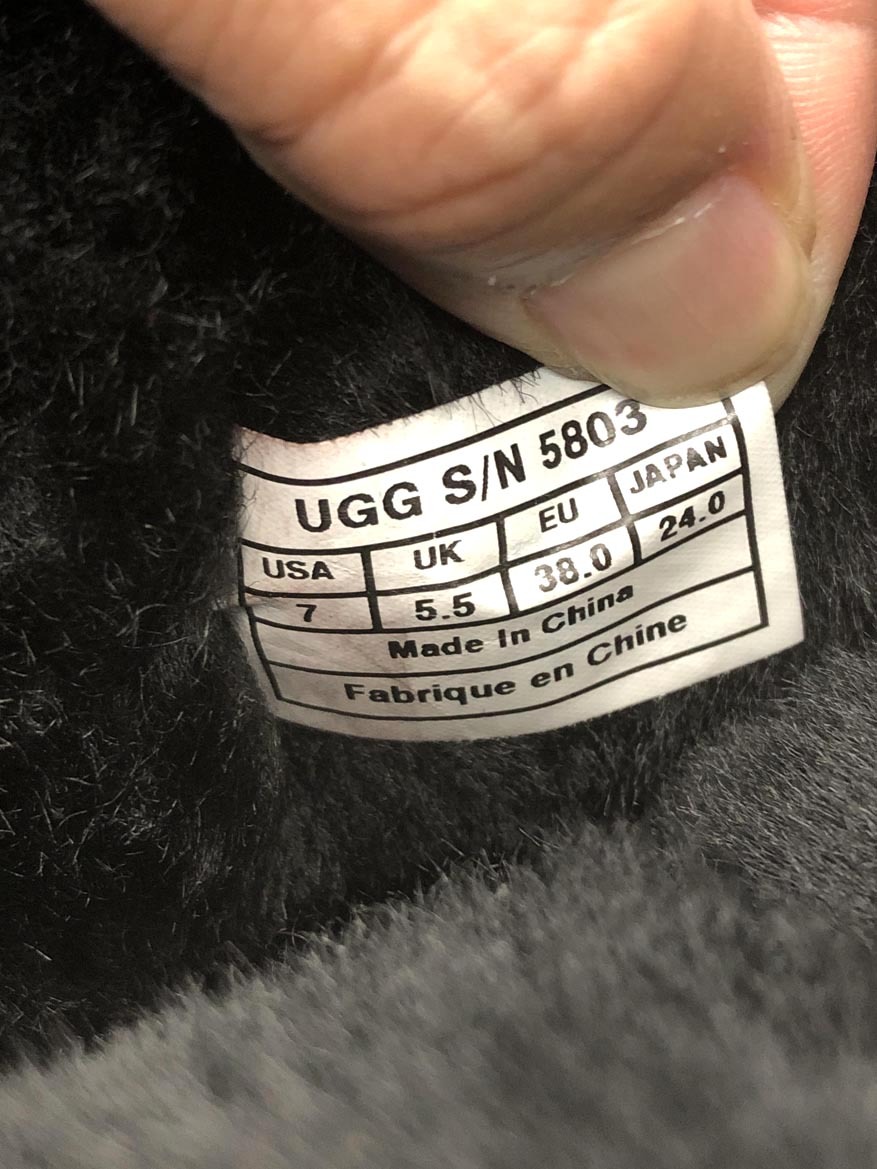 UGG S/N 5803
USA UK EU JAPAN
7 5.5 38.0 24.0
Made In China
Fabrique en Chine